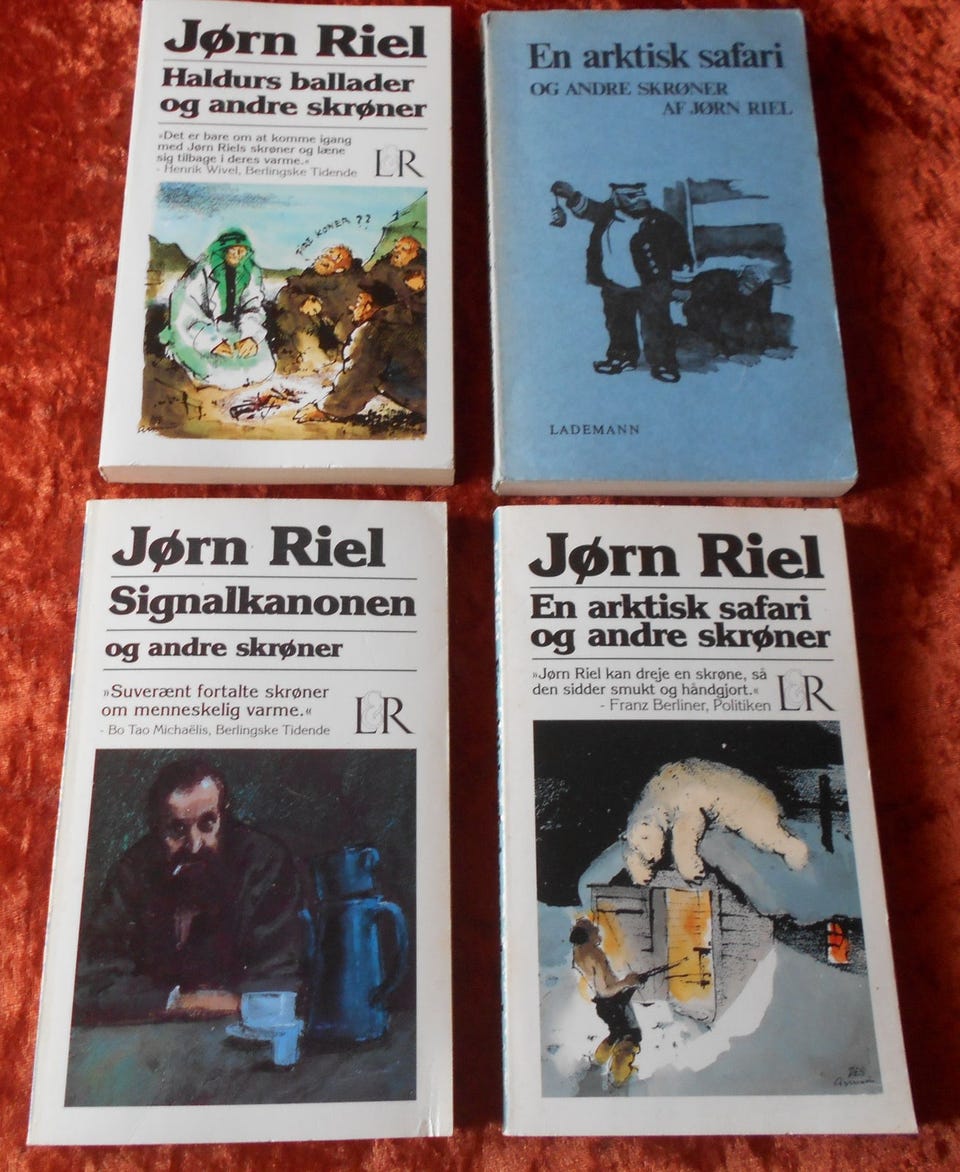 Jørn Riel
Haldurs ballader
og andre skrøner
»Det er bare om at komme igang
med Jørn Riels skrøner og læne
sig tilbage i deres varme.«
- Henrik Wivel, Berlingske Tidende
L&R
FIRE KONER ??
En arktisk safari
OG ANDRE SKRØNER
AF JØRN RIEL
LADEMANN
Jørn Riel
Signalkanonen
og andre skrøner
»Suverænt fortalte skrøner
om menneskelig varme.«
- Bo Tao Michaëlis, Berlingske Tidende
L&R
Jørn Riel
En arktisk safari
og andre skrøner
»Jørn Riel kan dreje en skrøne, så
den sidder smukt og håndgjort.«
- Franz Berliner, Politiken
L&R